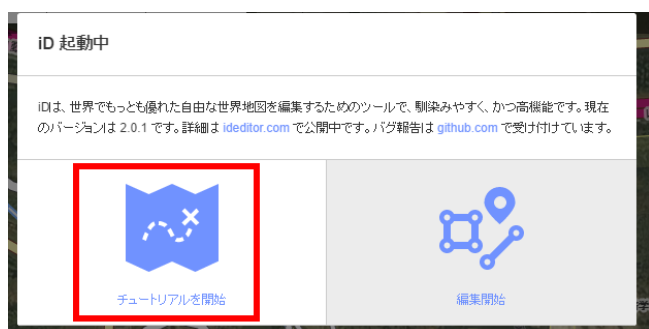 iD 起動中
iDは、世界でもっとも優れた自由な世界地図を編集するためのツールで、馴染みやすく、かつ高機能です。現在
のバージョンは 2.0.1 です。詳細は ideditor.com で公開中です。バグ報告は github.com で受け付けています。
チュートリアルを開始
編集開始